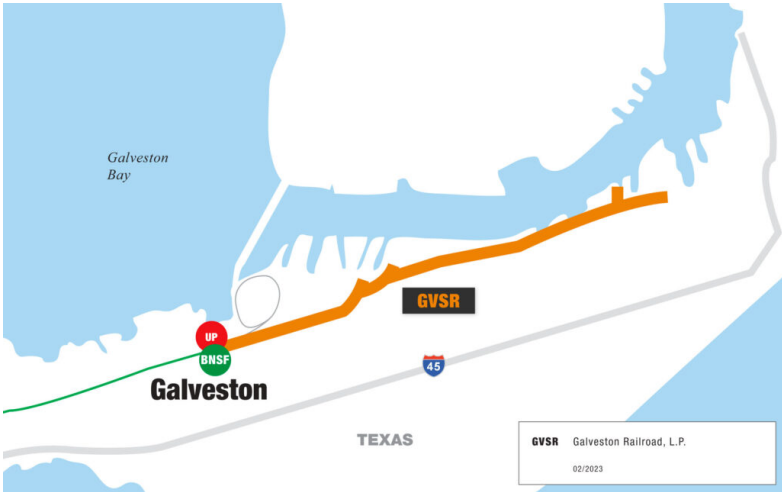 Galveston
Bay
GVSR
UP
BNSF
Galveston
45
TEXAS
GVSR Galveston Railroad, L.P.
02/2023